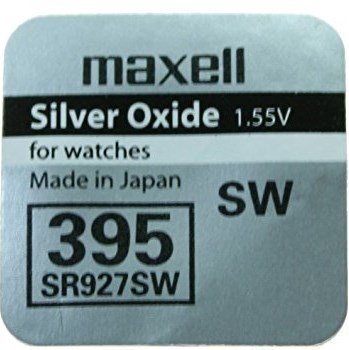 maxell
Silver Oxide 1.55V
for watches
Made in Japan
SW
395
SR927SW